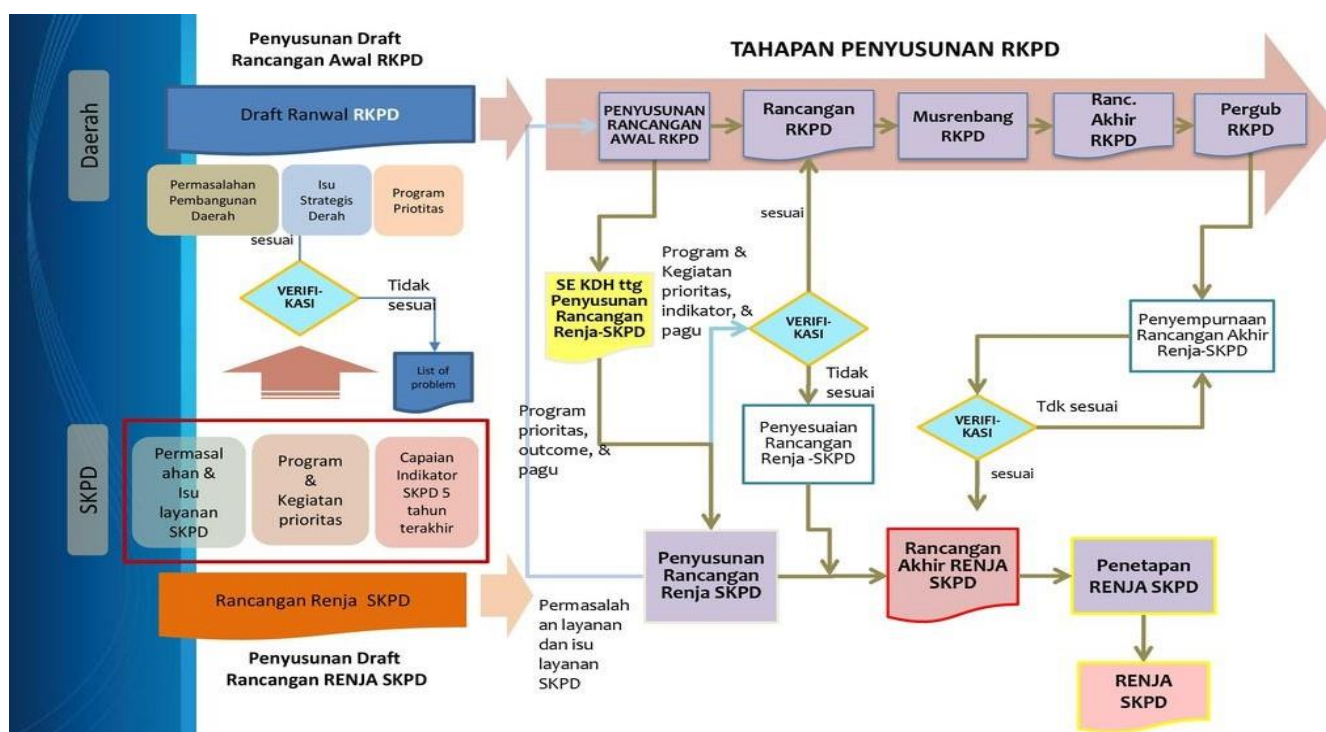 Penyusunan Draft
Rancangan Awal RKPD
Daerah
Draft Ranwal RKPD
Permasalahan
Pembangunan
Daerah
Isu
Strategis
Derah
Program
Priotitas
sesuai
VERIFI-
KASI
Tidak
sesuai
List of
problem
SKPD
Permasal
ahan &
Isu
layanan
SKPD
Program
&
Kegiatan
prioritas
Capaian
Indikator
SKPD 5
tahun
terakhir
Rancangan Renja SKPD
Penyusunan Draft
Rancangan RENJA SKPD
TAHAPAN PENYUSUNAN RKPD
PENYUSUNAN
RANCANGAN
AWAL RKPD
Rancangan
RKPD
Musrenbang
RKPD
Ranc.
Akhir
RKPD
Pergub
RKPD
sesuai
SE KDH ttg
Penyusunan
Rancangan
Renja-SKPD
Program &
Kegiatan
prioritas,
indikator, &
pagu
VERIFI-
KASI
Tidak
sesuai
Penyempurnaan
Rancangan Akhir
Renja-SKPD
Program
prioritas,
outcome, &
pagu
Penyesuaian
Rancangan
Renja -SKPD
VERIFI-
KASI
Tdk sesuai
sesuai
Permasalah
an layanan
dan isu
layanan
SKPD
Penyusunan
Rancangan
Renja SKPD
Rancangan
Akhir RENJA
SKPD
Penetapan
RENJA SKPD
RENJA
SKPD